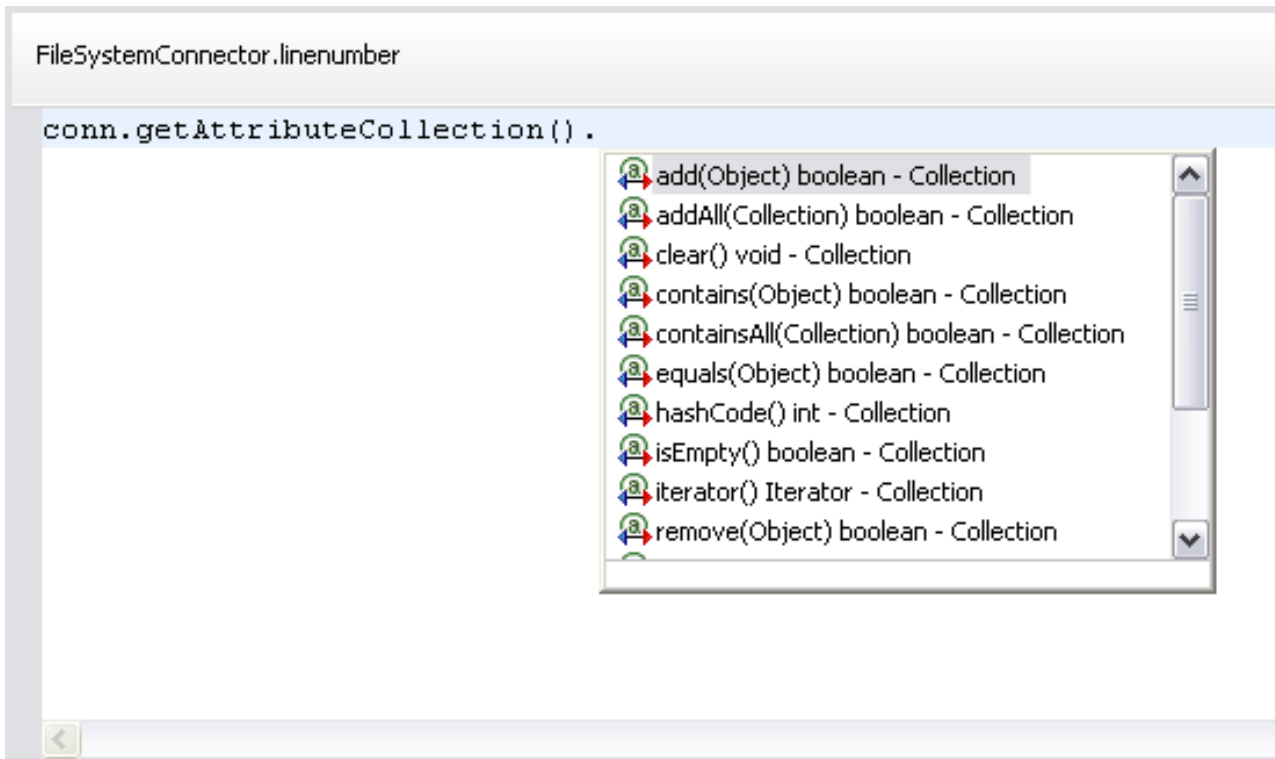 FileSystemConnector.linenumber
conn.getAttributeCollection().
add(Object) boolean - Collection
addAll(Collection) boolean - Collection
clear() void - Collection
contains(Object) boolean - Collection
containsAll(Collection) boolean - Collection
equals(Object) boolean - Collection
hashCode() int - Collection
isEmpty() boolean - Collection
iterator() Iterator - Collection
remove(Object) boolean - Collection